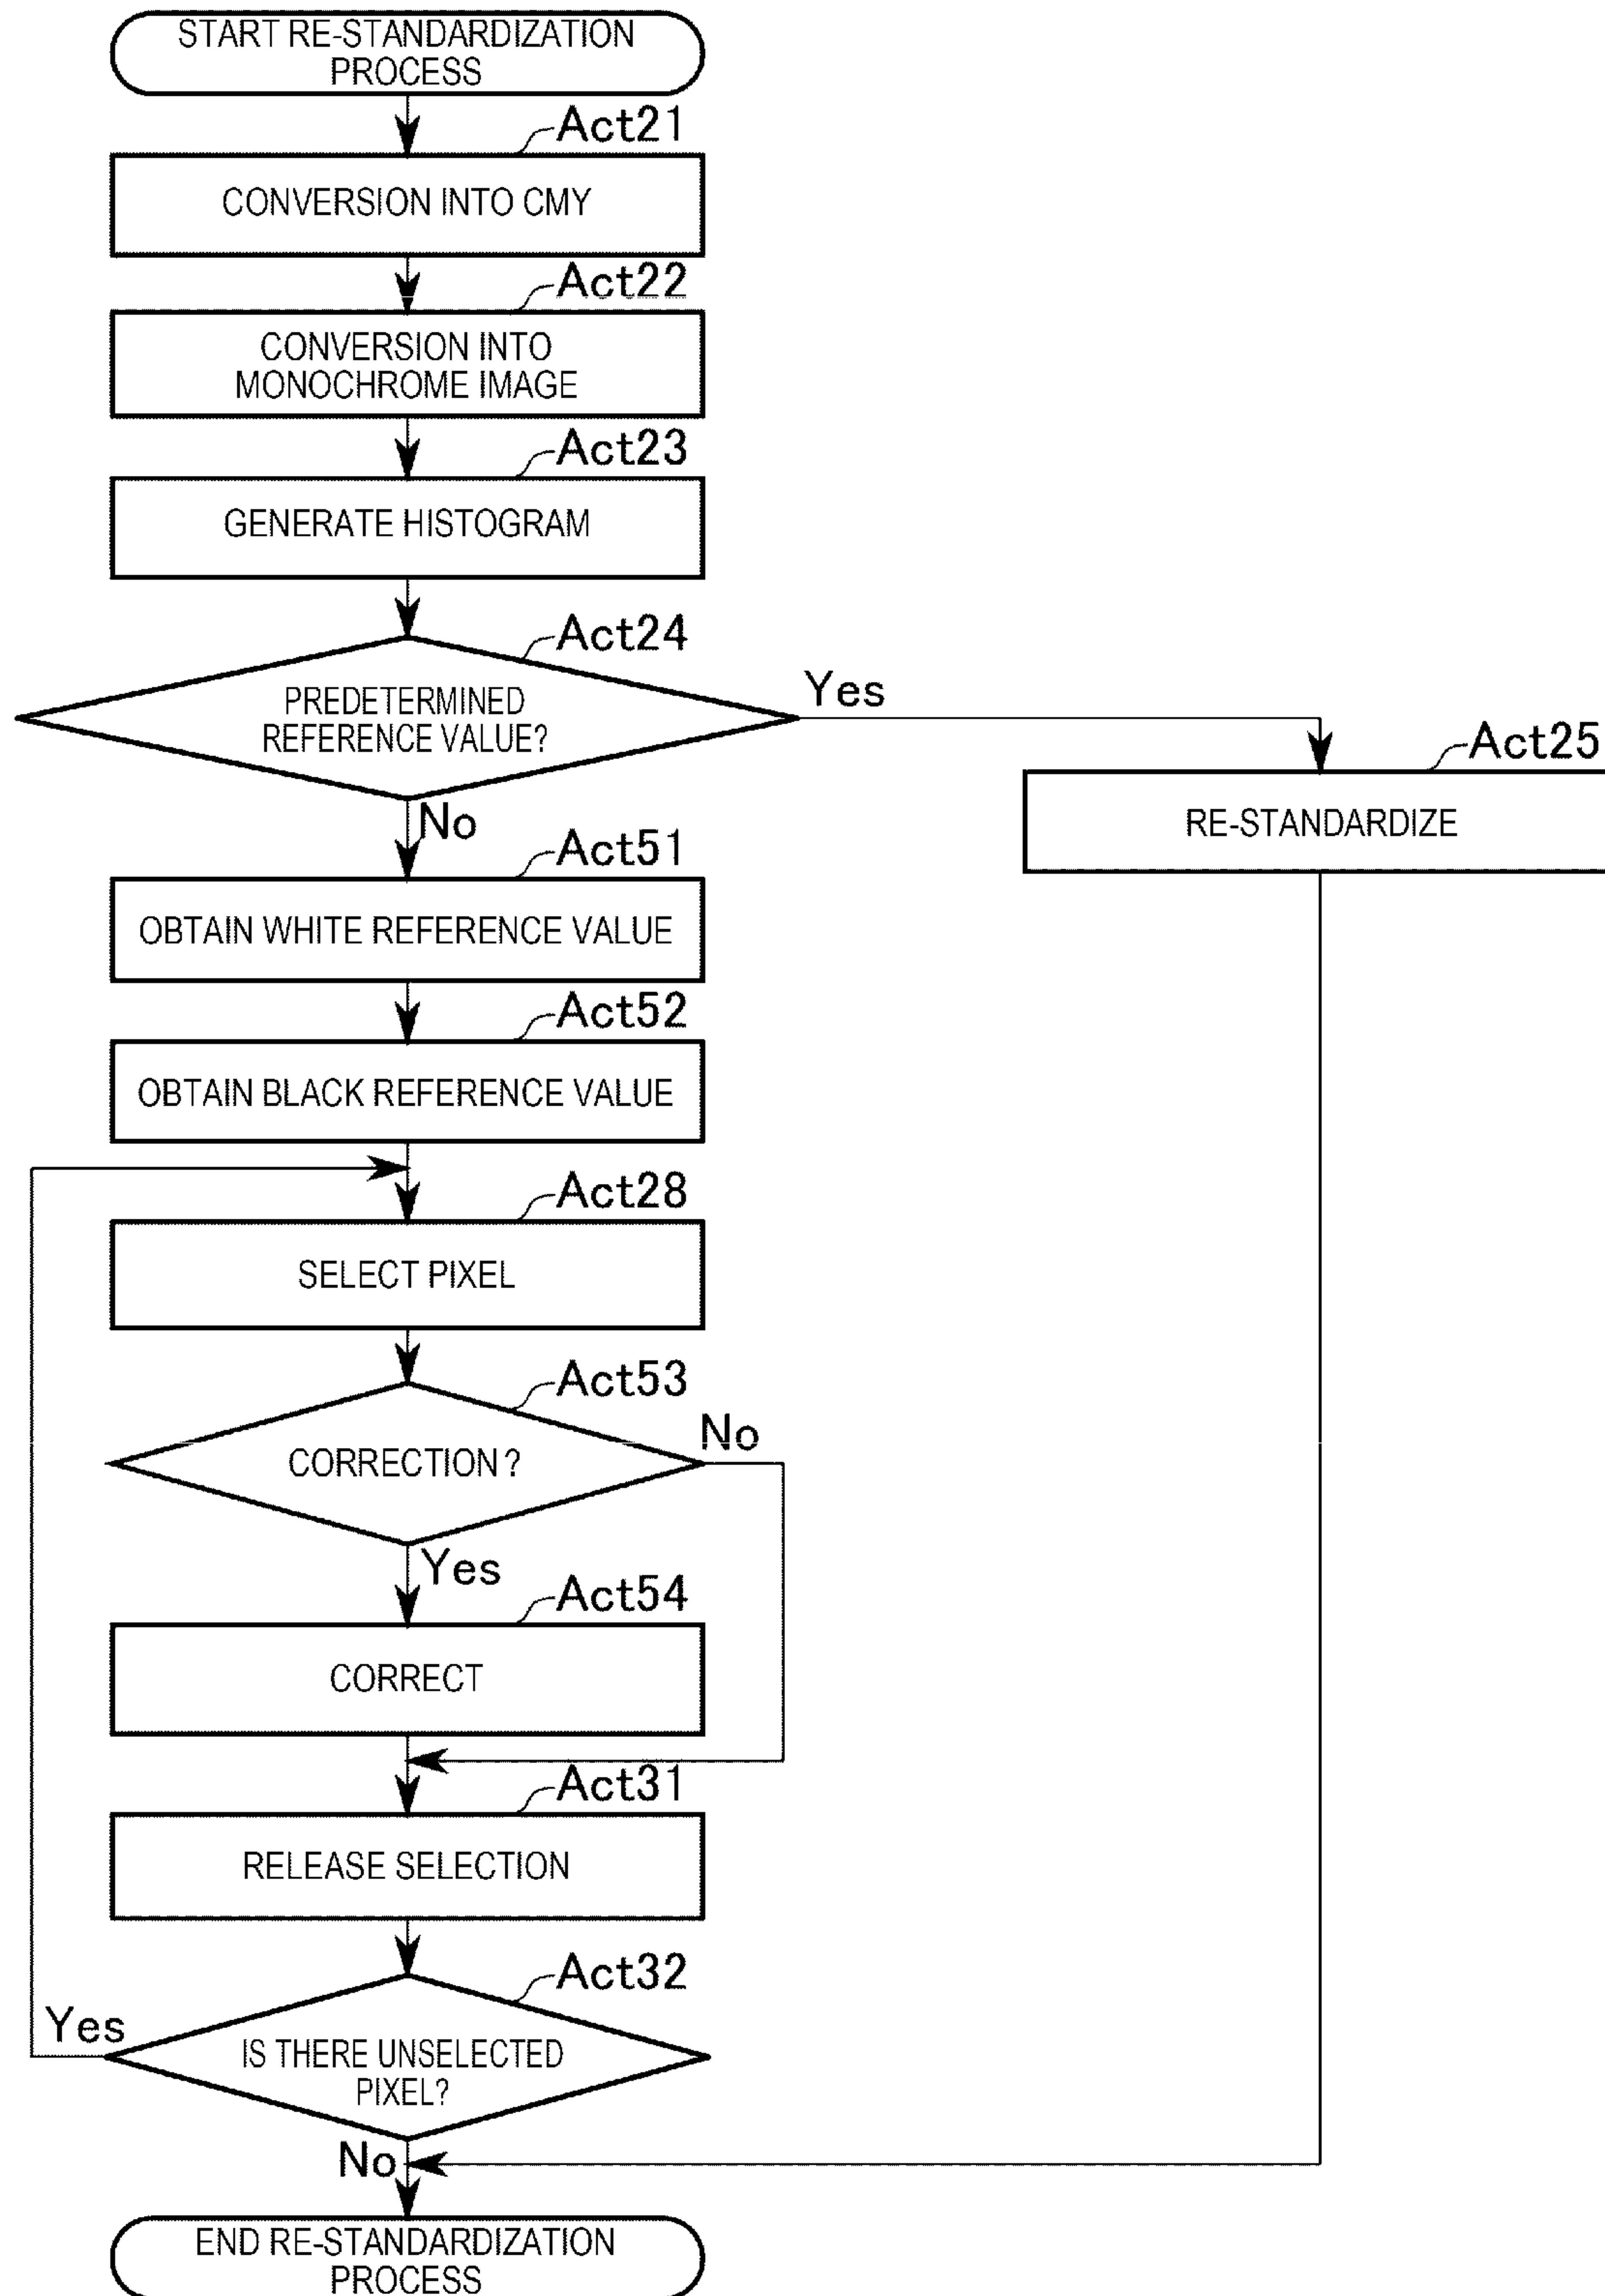 START RE-STANDARDIZATION
PROCESS
Act21
CONVERSION INTO CMY
Act22
CONVERSION INTO
MONOCHROME IMAGE
Act23
GENERATE HISTOGRAM
Act24
PREDETERMINED
REFERENCE VALUE?
Yes
Act25
RE-STANDARDIZE
No
Act51
OBTAIN WHITE REFERENCE VALUE
Act52
OBTAIN BLACK REFERENCE VALUE
Act28
SELECT PIXEL
Act53
CORRECTION ?
No
Yes
Act54
CORRECT
Act31
RELEASE SELECTION
Act32
IS THERE UNSELECTED
PIXEL?
Yes
No
END RE-STANDARDIZATION
PROCESS